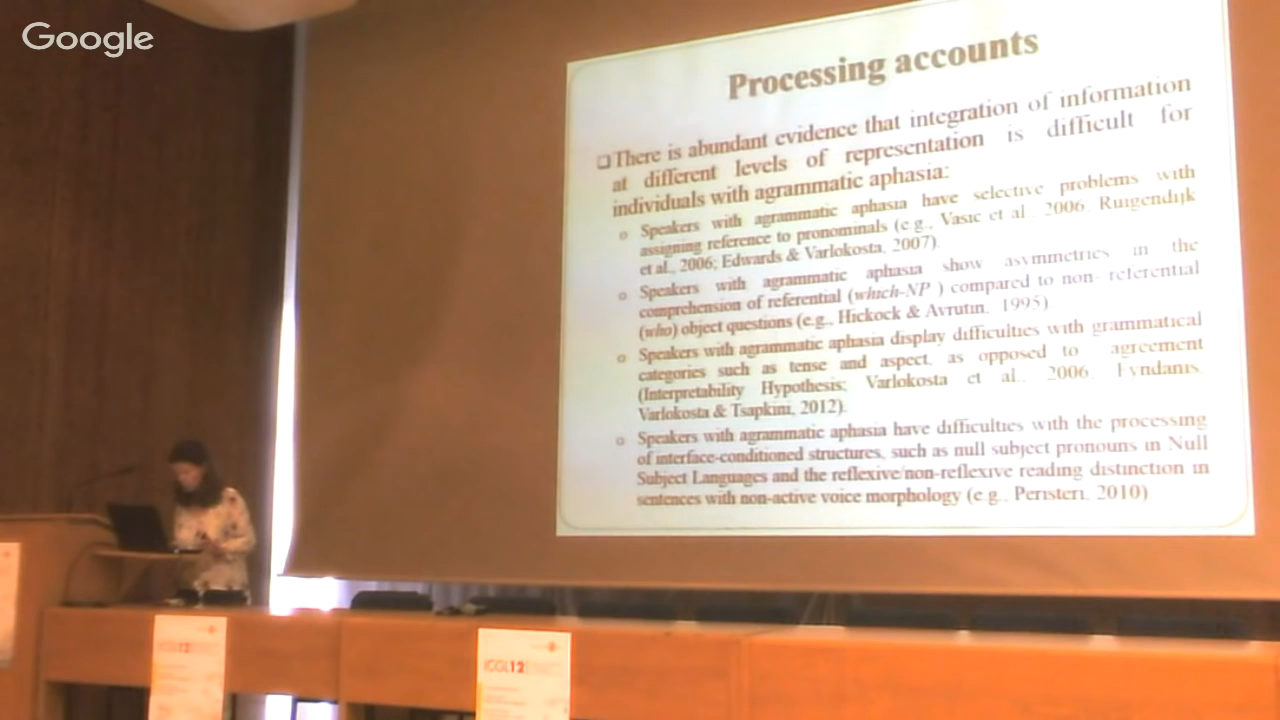 Google
Processing accounts
There is abundant evidence that integration of information
at different levels of representation is difficult for
individuals with agrammatic aphasia:
Speakers with agrammatic aphasia have selective problems with
assigning reference to pronominals (e.g., Vasic et al., 2006; Ruigendijk
et al., 2006; Edwards & Varlokosta, 2007).
Speakers with agrammatic aphasia show asymmetries in the
comprehension of referential (which-NP ) compared to non- referential
(who) object questions (e.g., Hickock & Avrutin, 1995)
Speakers with agrammatic aphasia display difficulties with grammatical
categories such as tense and aspect, as opposed to agreement
(Interpretability Hypothesis; Varlokosta et al., 2006; Fyndanis,
Varlokosta & Tsapkini, 2012).
Speakers with agrammatic aphasia have difficulties with the processing
of interface-conditioned structures, such as null subject pronouns in Null
Subject Languages and the reflexive/non-reflexive reading distinction in
sentences with non-active voice morphology (e.g., Peristeri, 2010)
ICGL12
ICGL12